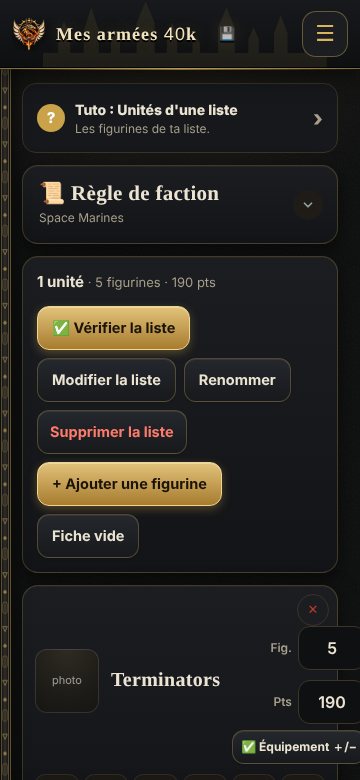 Mes armées 40k 💾 ☰
? Tuto : Unités d'une liste ›
Les figurines de ta liste.
📜 Règle de faction
Space Marines
1 unité · 5 figurines · 190 pts
✅ Vérifier la liste
Modifier la liste Renommer
Supprimer la liste
+ Ajouter une figurine
Fiche vide
×
Fig. 5
photo Terminators
Pts 190
✅ Équipement +/−